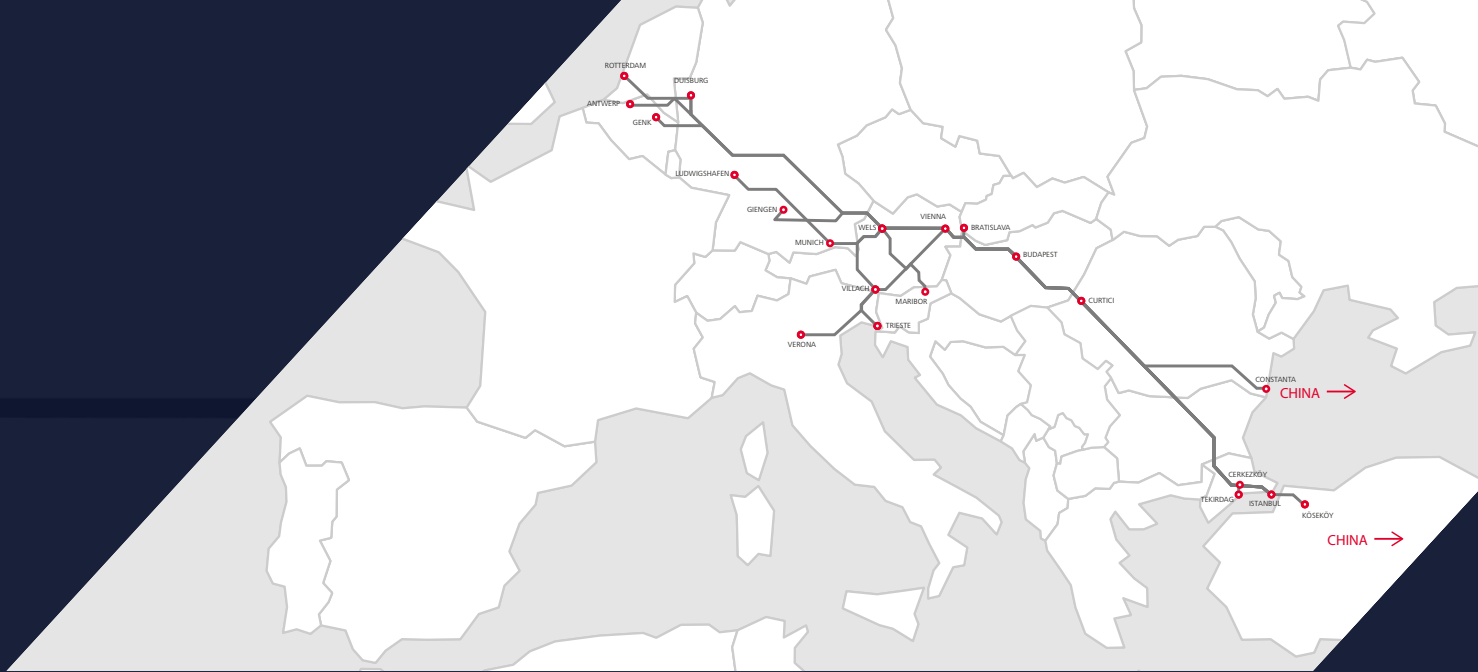 ROTTERDAM
DUISBURG
ANTWERP
GENK
LUDWIGSHAFEN
GIENGEN
VIENNA
WELS
BRATISLAVA
MUNICH
BUDAPEST
VILLACH
MARIBOR
CURTICI
TRIESTE
VERONA
CONSTANTA
CHINA
CERKEZKÖY
TEKIRDAG
ISTANBUL
KÖSEKÖY
CHINA